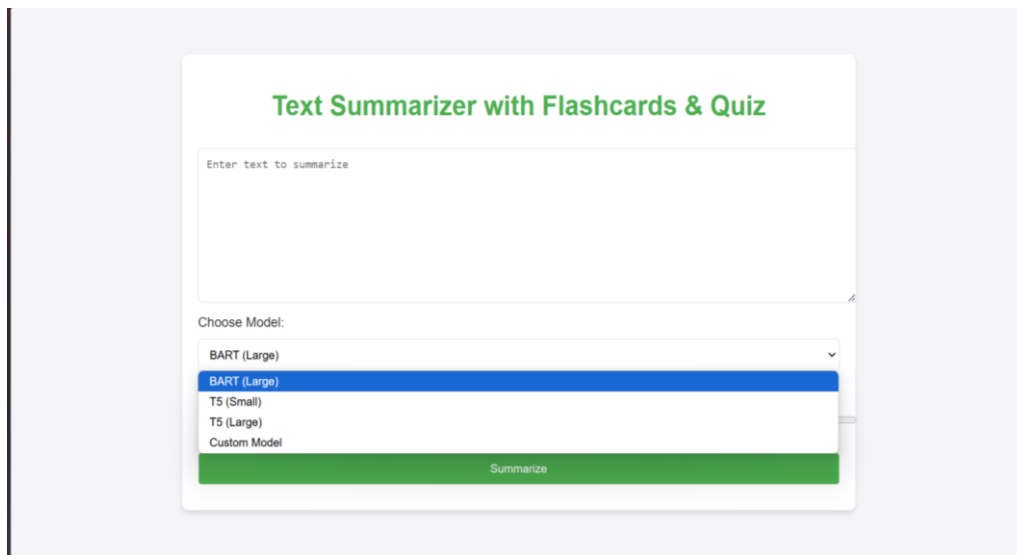 Text Summarizer with Flashcards & Quiz
Enter text to summarize
Choose Model:
BART (Large)
BART (Large)
T5 (Small)
T5 (Large)
Custom Model
Summarize